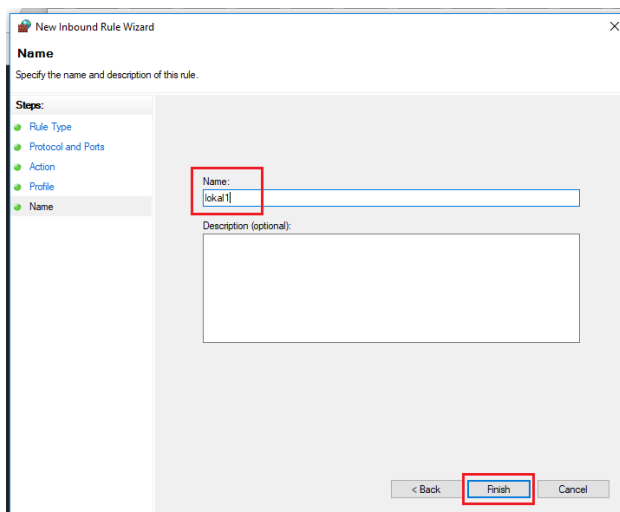 New Inbound Rule Wizard
Name
Specify the name and description of this rule.
Steps:
Rule Type
Protocol and Ports
Action
Profile
Name
Name:
lokal1
Description (optional):
< Back Finish Cancel